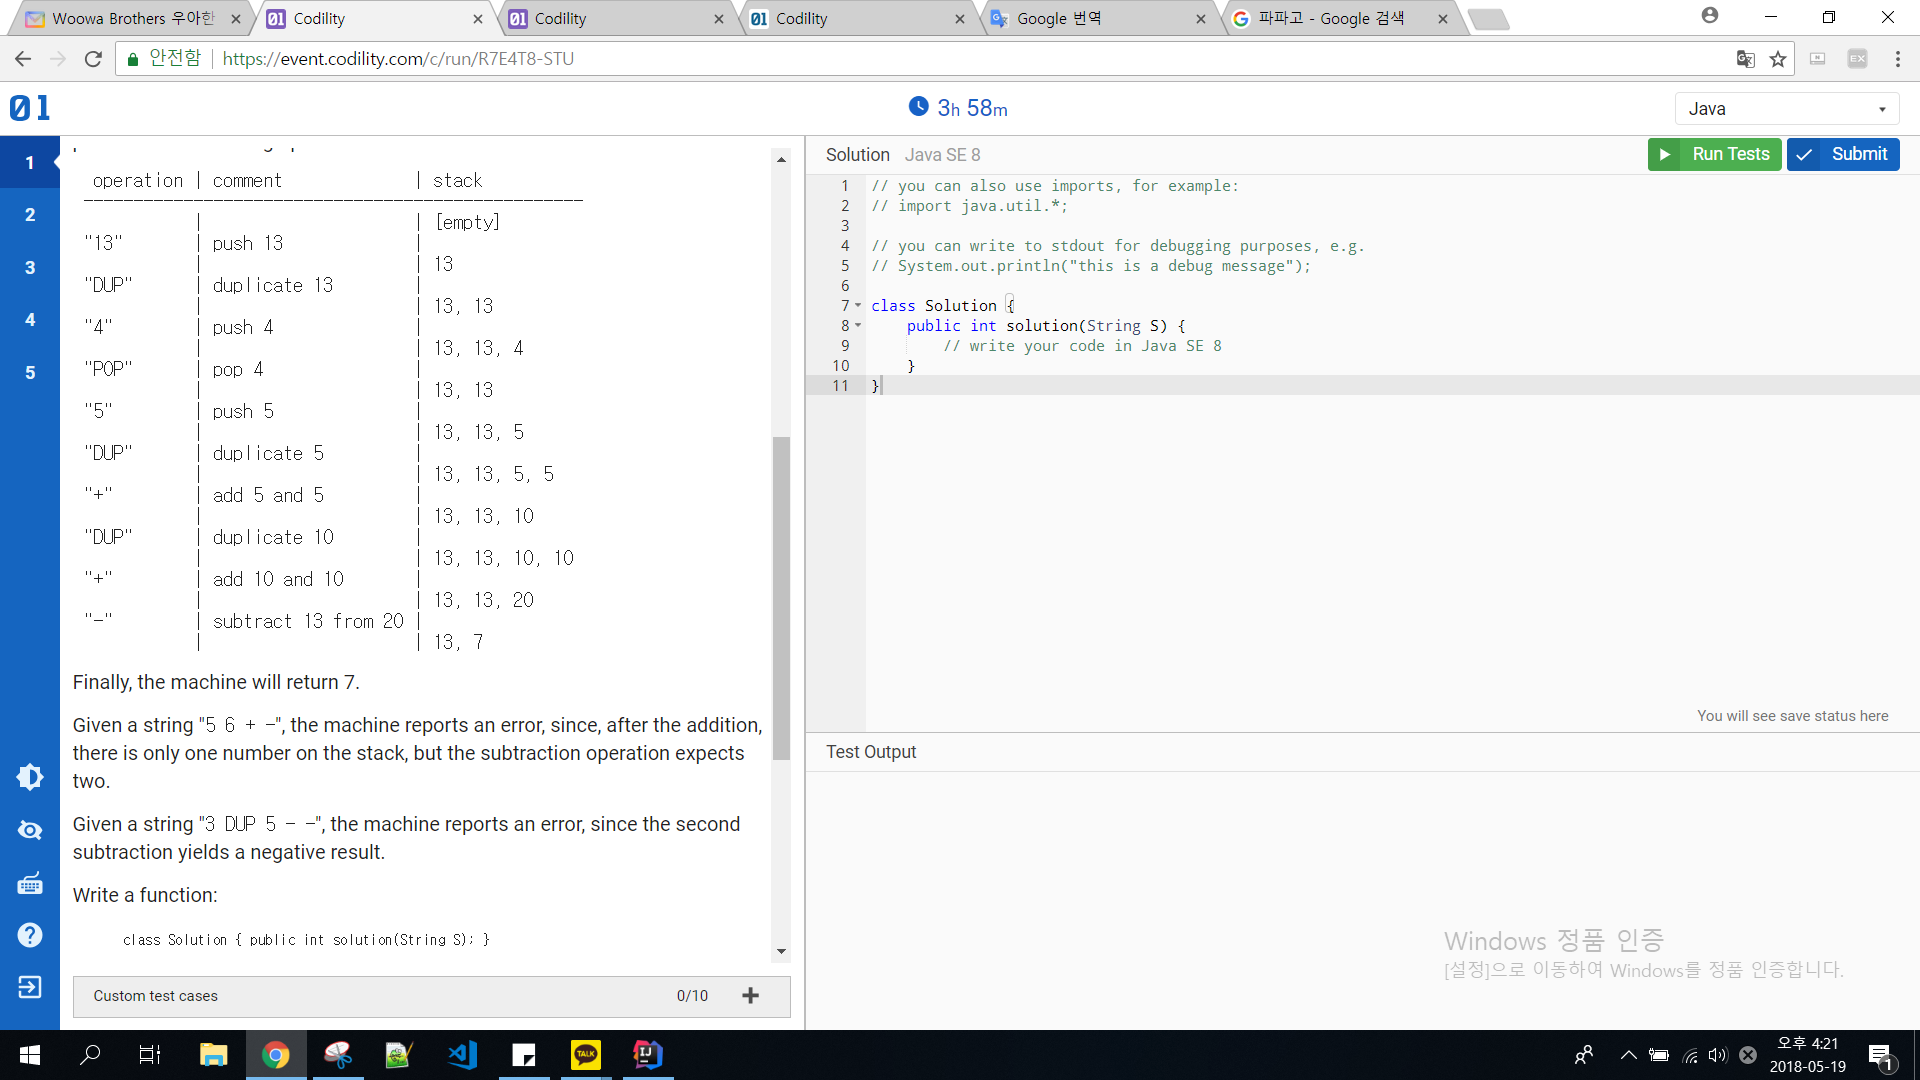 Woowa Brothers 우아한
Codility
Codility
Codility
Google 번역
파파고 - Google 검색
안전함
https://event.codility.com/c/run/R7E4T8-STU
EX
01
3h 58m
Java
1
2
3
4
5
operation | comment | stack
----------------------------------------------------
| | [empty]
"13" | push 13 |
| | 13
"DUP" | duplicate 13 |
| | 13, 13
"4" | push 4 |
| | 13, 13, 4
"POP" | pop 4 |
| | 13, 13
"5" | push 5 |
| | 13, 13, 5
"DUP" | duplicate 5 |
| | 13, 13, 5, 5
"+" | add 5 and 5 |
| | 13, 13, 10
"DUP" | duplicate 10 |
| | 13, 13, 10, 10
"+" | add 10 and 10 |
| | 13, 13, 20
"-" | subtract 13 from 20 |
| | 13, 7
Finally, the machine will return 7.
Given a string "5 6 + -", the machine reports an error, since, after the addition,
there is only one number on the stack, but the subtraction operation expects
two.
Given a string "3 DUP 5 - -", the machine reports an error, since the second
subtraction yields a negative result.
Write a function:
class Solution { public int solution(String S); }
Custom test cases 0/10 +
Solution Java SE 8
Run Tests
Submit
1 // you can also use imports, for example:
2 // import java.util.*;
3
4 // you can write to stdout for debugging purposes, e.g.
5 // System.out.println("this is a debug message");
6
7 class Solution {
8 public int solution(String S) {
9 // write your code in Java SE 8
10 }
11 }
You will see save status here
Test Output
Windows 정품 인증
[설정]으로 이동하여 Windows를 정품 인증합니다.
TALK
IJ
오후 4:21
2018-05-19
1